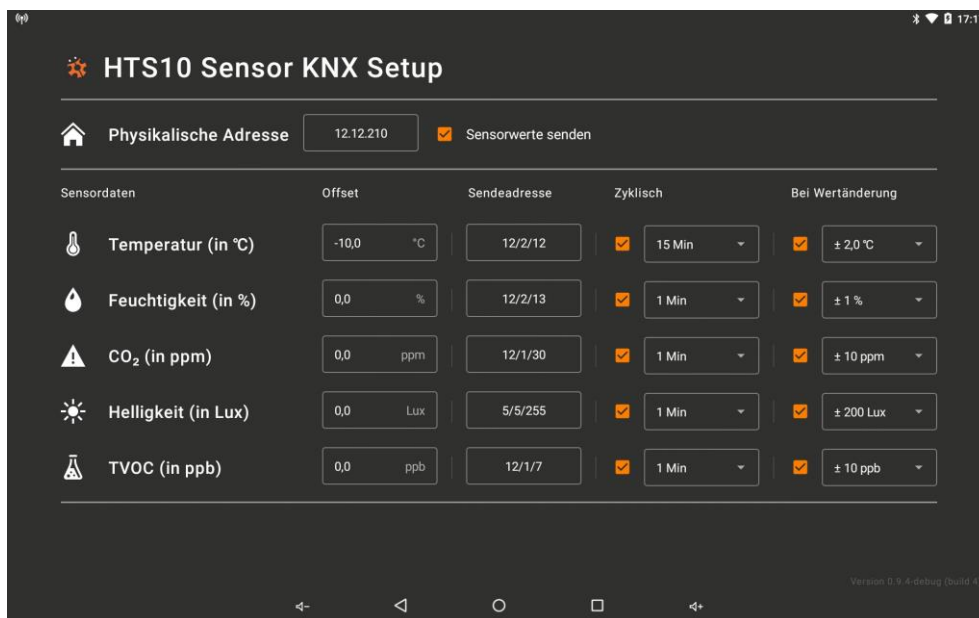 17:1
HTS10 Sensor KNX Setup
Physikalische Adresse 12.12.210 Sensorwerte senden
Sensordaten Offset Sendeadresse Zyklisch Bei Wertänderung
Temperatur (in °C) -10,0 °C 12/2/12 15 Min ± 2,0 °C
Feuchtigkeit (in %) 0,0 % 12/2/13 1 Min ± 1 %
CO₂ (in ppm) 0,0 ppm 12/1/30 1 Min ± 10 ppm
Helligkeit (in Lux) 0,0 Lux 5/5/255 1 Min ± 200 Lux
TVOC (in ppb) 0,0 ppb 12/1/7 1 Min ± 10 ppb
Version 0.9.4-debug (build 4